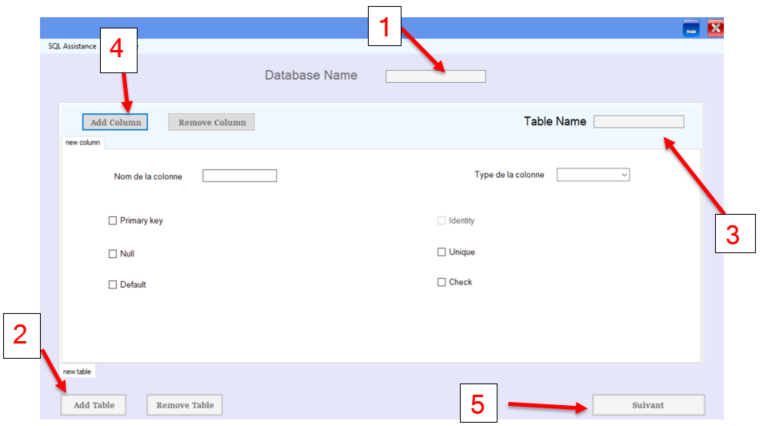 1
4
SQL Assistance
Database Name
Add Column Remove Column
Table Name
new column
Nom de la colonne
Type de la colonne
Primary key
Identity
3
Null
Unique
Default
Check
2
new table
Add Table Remove Table
5
Suivant